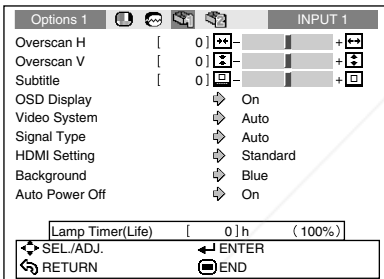 Options 1 INPUT 1
Overscan H [ 0 ] - +
Overscan V [ 0 ] - +
Subtitle [ 0 ] - +
OSD Display On
Video System Auto
Signal Type Auto
HDMI Setting Standard
Background Blue
Auto Power Off On
Lamp Timer(Life) [ 0 ] h (100%)
SEL./ADJ. ENTER
RETURN END